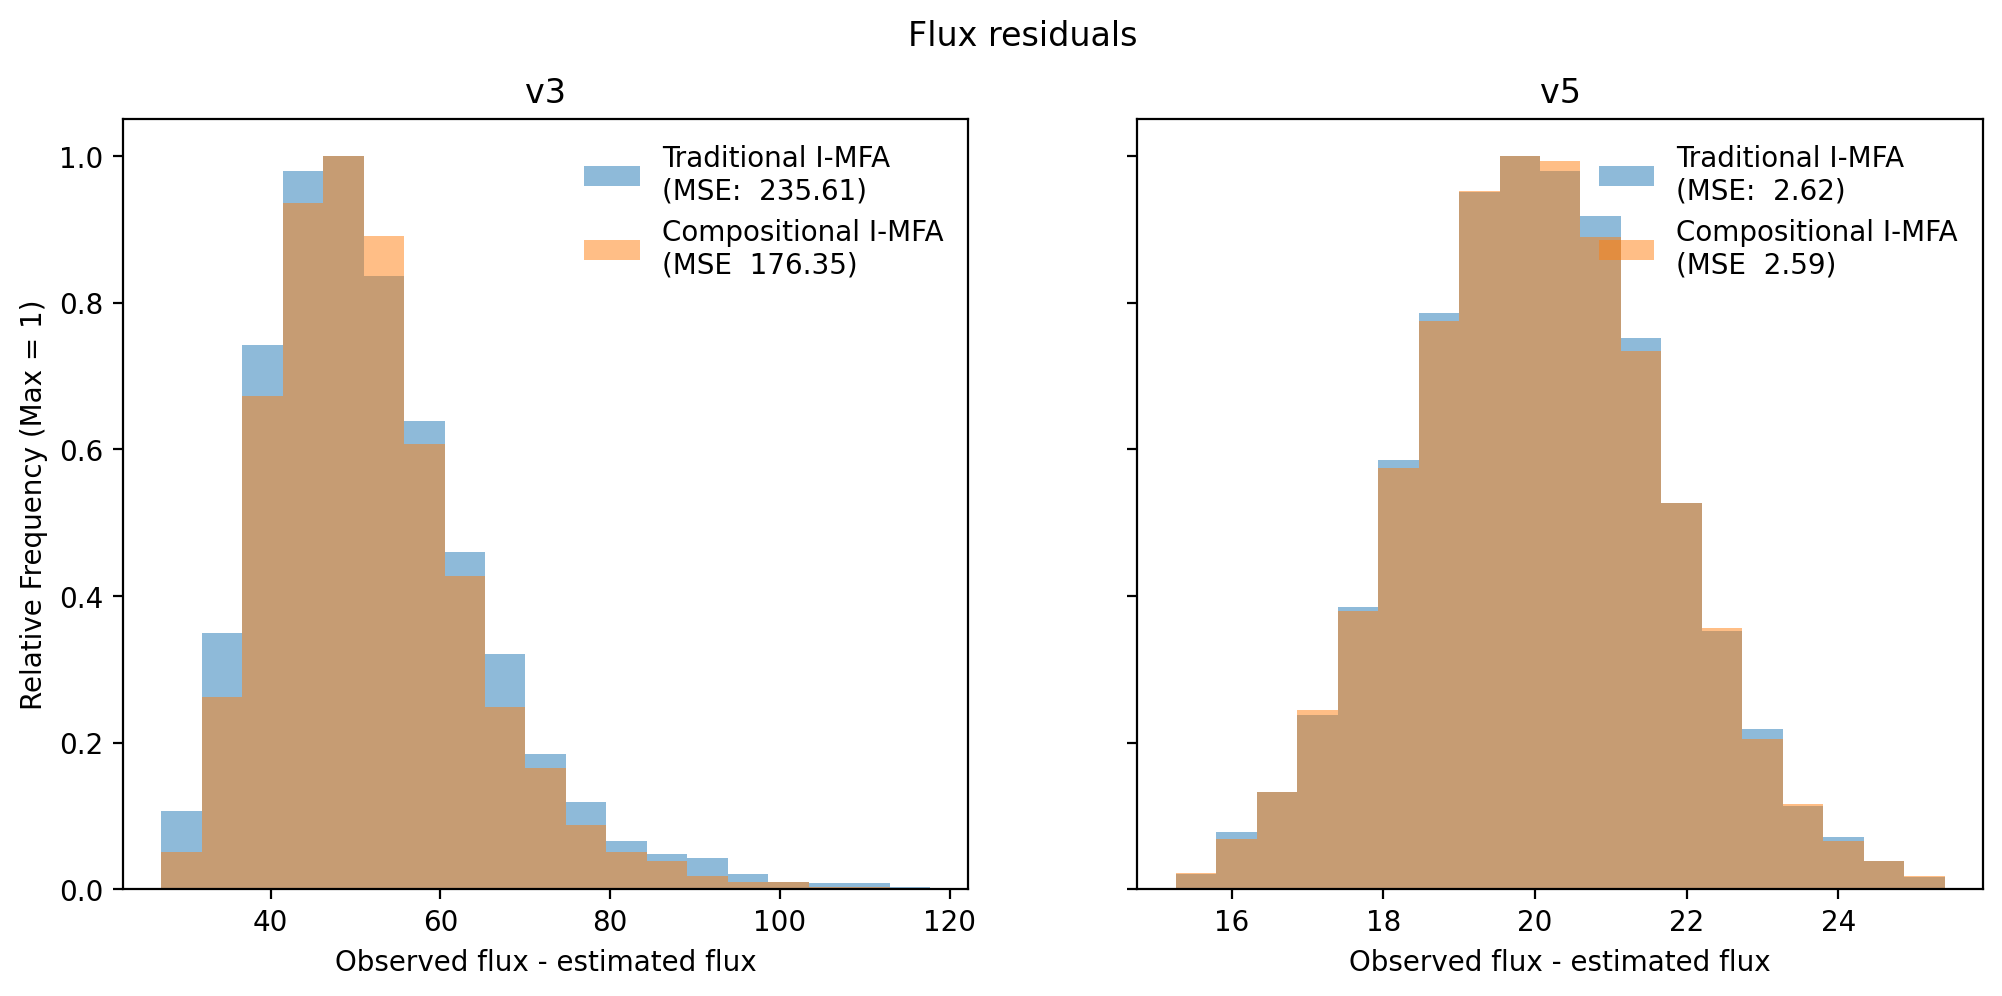 Flux residuals
v3
Traditional I-MFA
(MSE:  235.61)
Compositional I-MFA
(MSE  176.35)
1.0
0.8
0.6
0.4
0.2
0.0
Relative Frequency (Max = 1)
40 60 80 100 120
Observed flux - estimated flux
v5
Traditional I-MFA
(MSE:  2.62)
Compositional I-MFA
(MSE  2.59)
16 18 20 22 24
Observed flux - estimated flux